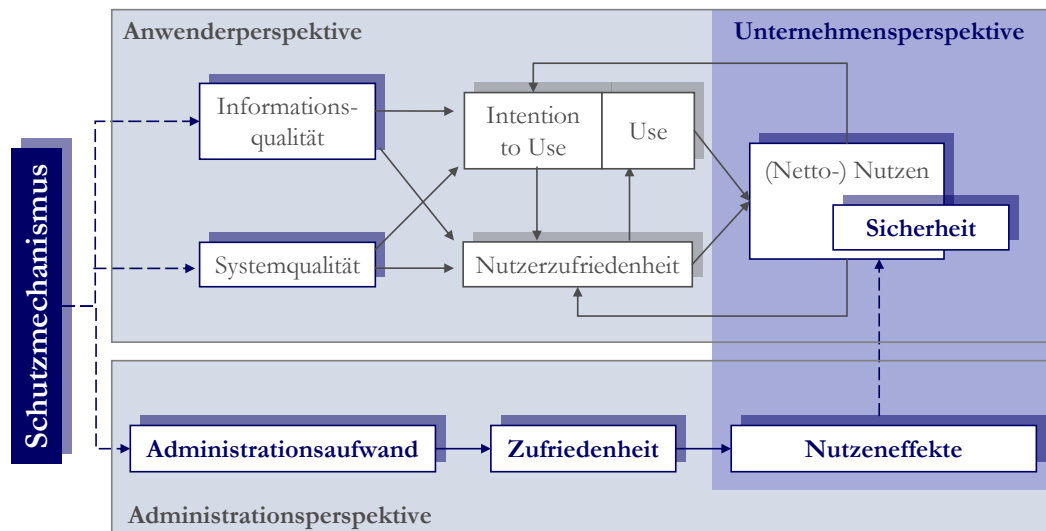 Anwenderperspektive
Unternehmensperspektive
Schutzmechanismus
Informations-
qualität
Intention
to Use
Use
(Netto-) Nutzen
Sicherheit
Systemqualität
Nutzerzufriedenheit
Administrationsaufwand
Zufriedenheit
Nutzeneffekte
Administrationsperspektive